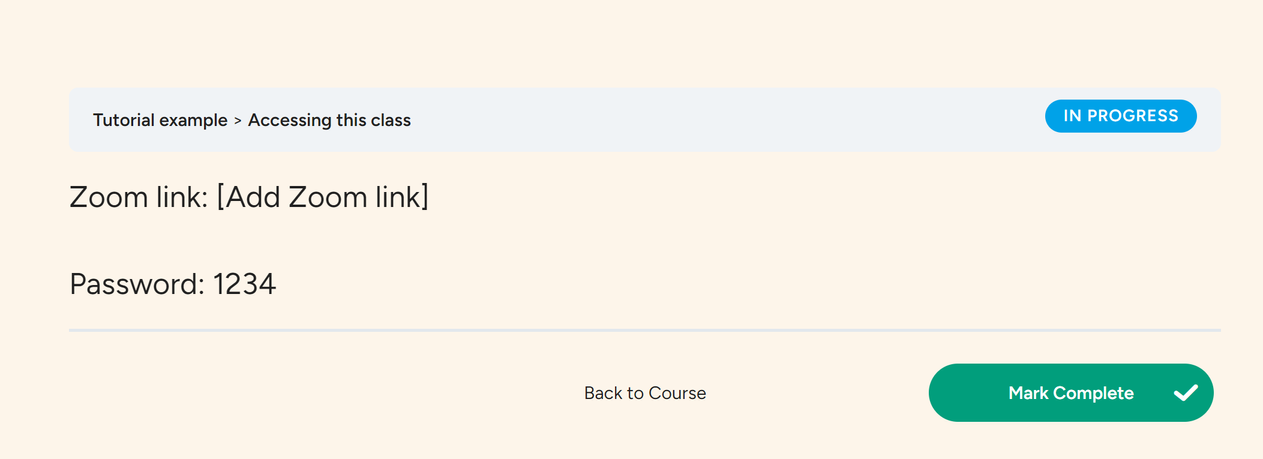 Tutorial example > Accessing this class
IN PROGRESS
Zoom link: [Add Zoom link]
Password: 1234
Back to Course
Mark Complete